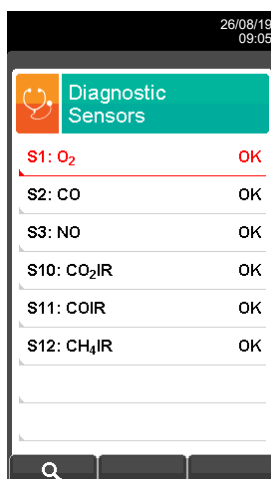 26/08/19
09:05
Diagnostic
Sensors
S1: O₂ OK
S2: CO OK
S3: NO OK
S10: CO₂IR OK
S11: COIR OK
S12: CH₄IR OK